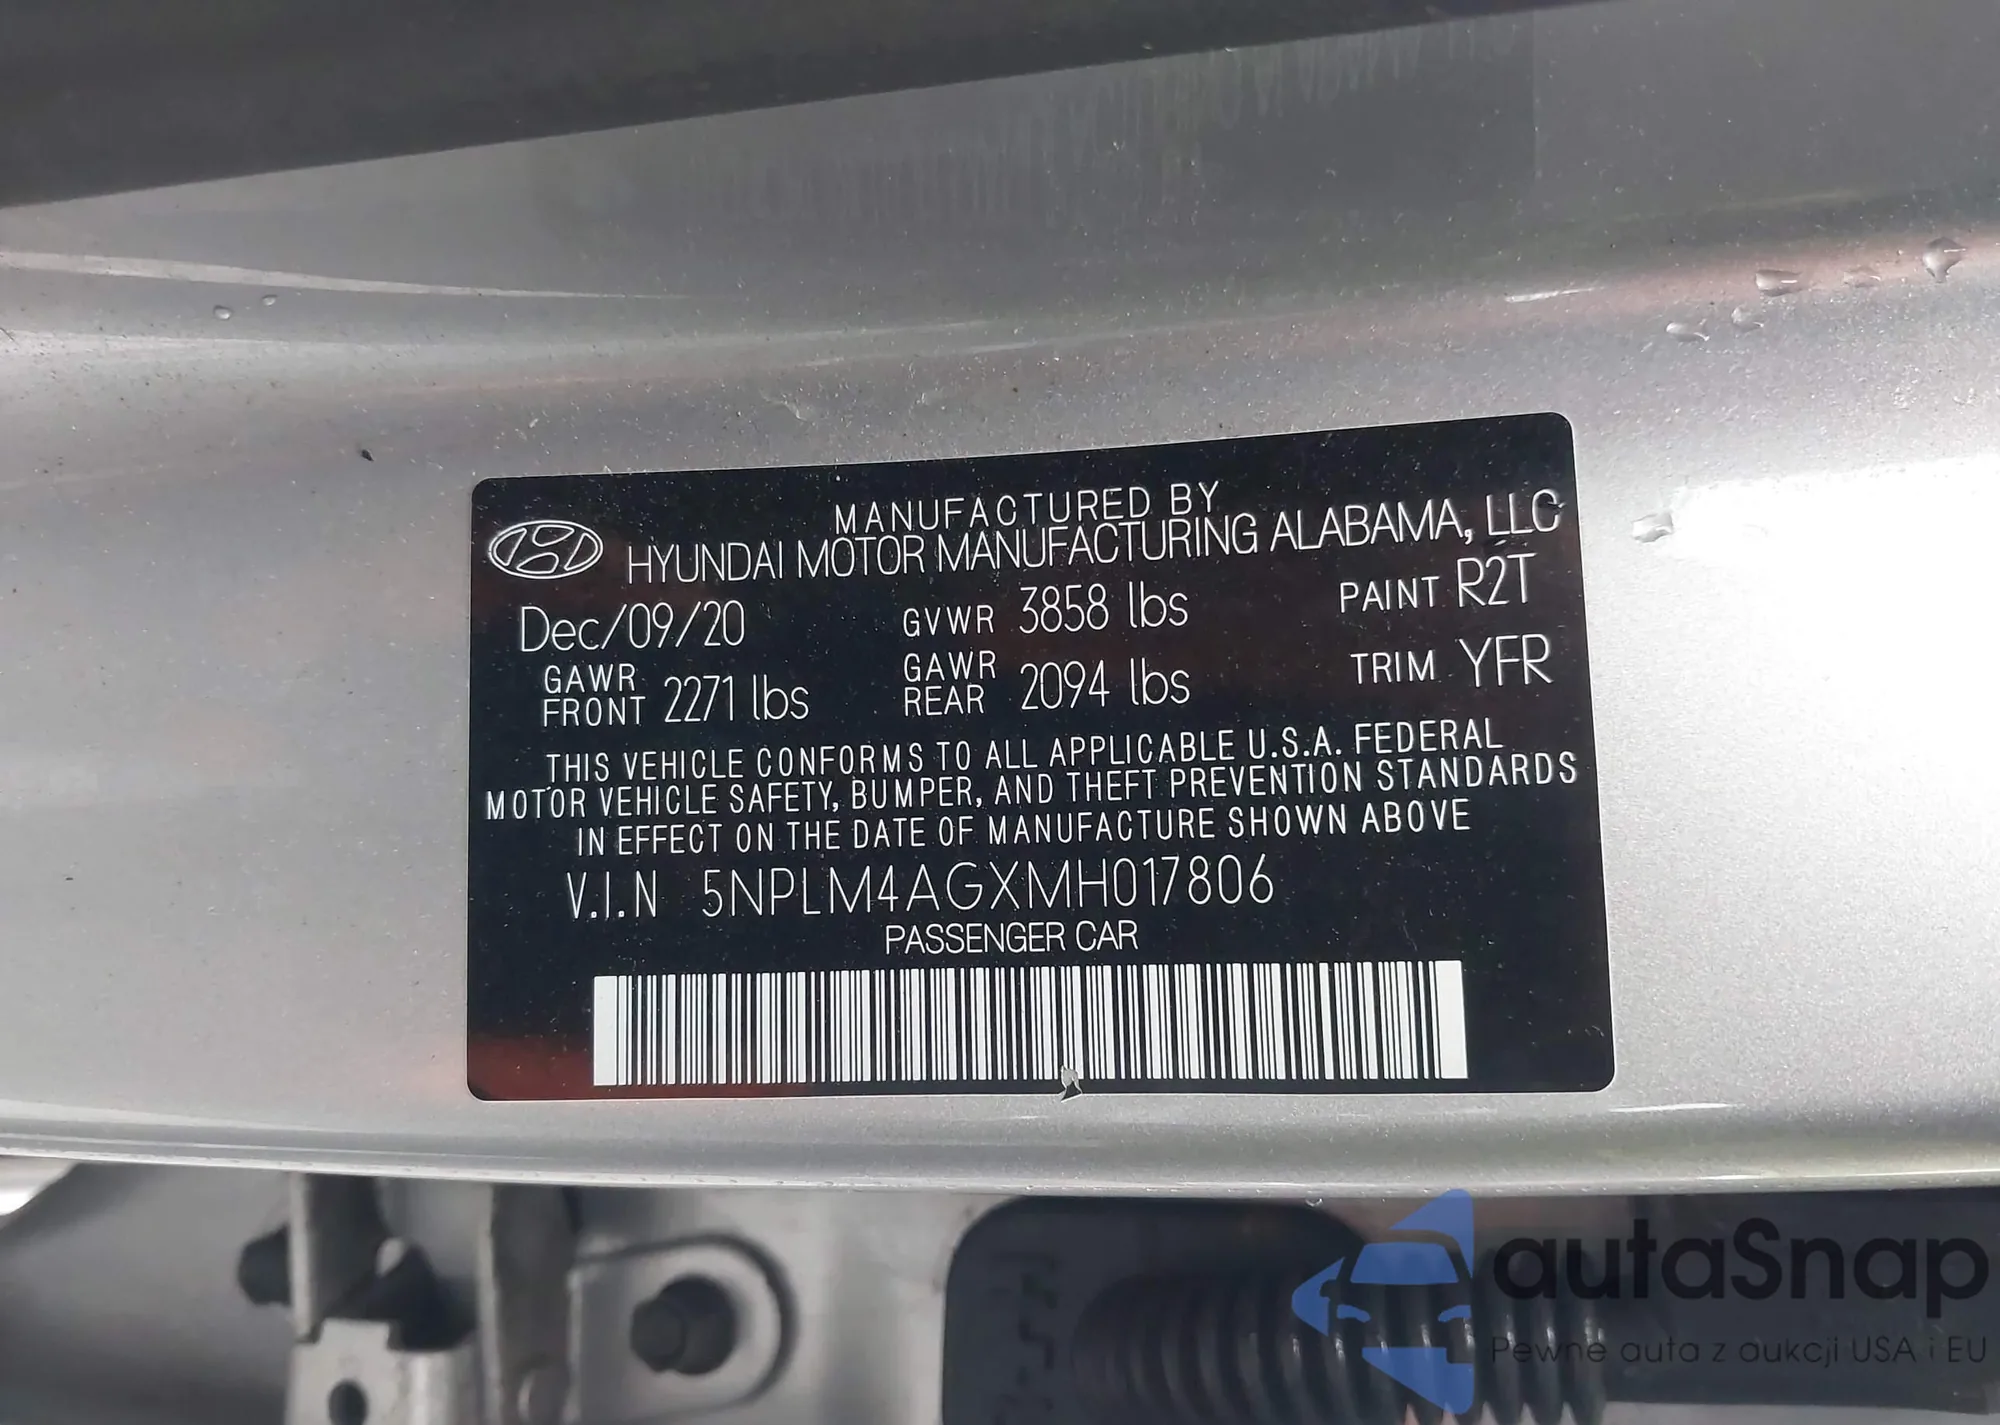 MANUFACTURED BY
HYUNDAI MOTOR MANUFACTURING ALABAMA, LLC
Dec/09/20 GVWR 3858 lbs PAINT R2T
GAWR FRONT 2271 lbs GAWR REAR 2094 lbs TRIM YFR
THIS VEHICLE CONFORMS TO ALL APPLICABLE U.S.A. FEDERAL
MOTOR VEHICLE SAFETY, BUMPER, AND THEFT PREVENTION STANDARDS
IN EFFECT ON THE DATE OF MANUFACTURE SHOWN ABOVE
V.I.N 5NPLM4AGXMH017806
PASSENGER CAR
autaSnap
Pewne auta z aukcji USA i EU